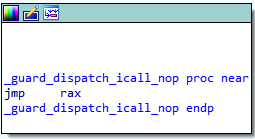 _guard_dispatch_icall_nop proc near
jmp     rax
_guard_dispatch_icall_nop endp